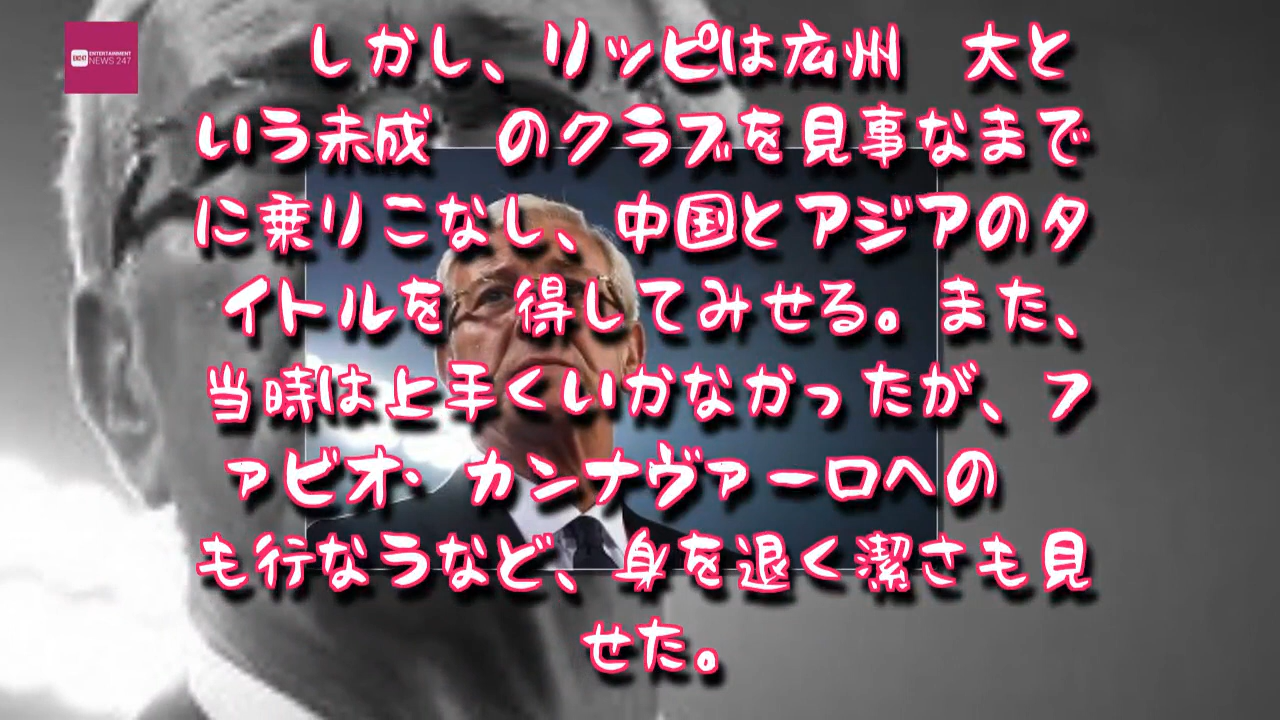 ENTERTAINMENT
NEWS 247
しかし、リッピは広州　大と
いう未成　のクラブを見事なまで
に乗りこなし、中国とアジアのタ
イトルを　得してみせる。また、
当時は上手くいかなかったが、フ
ァビオ・カンナヴァーロへの
も行なうなど、身を退く潔さも見
せた。